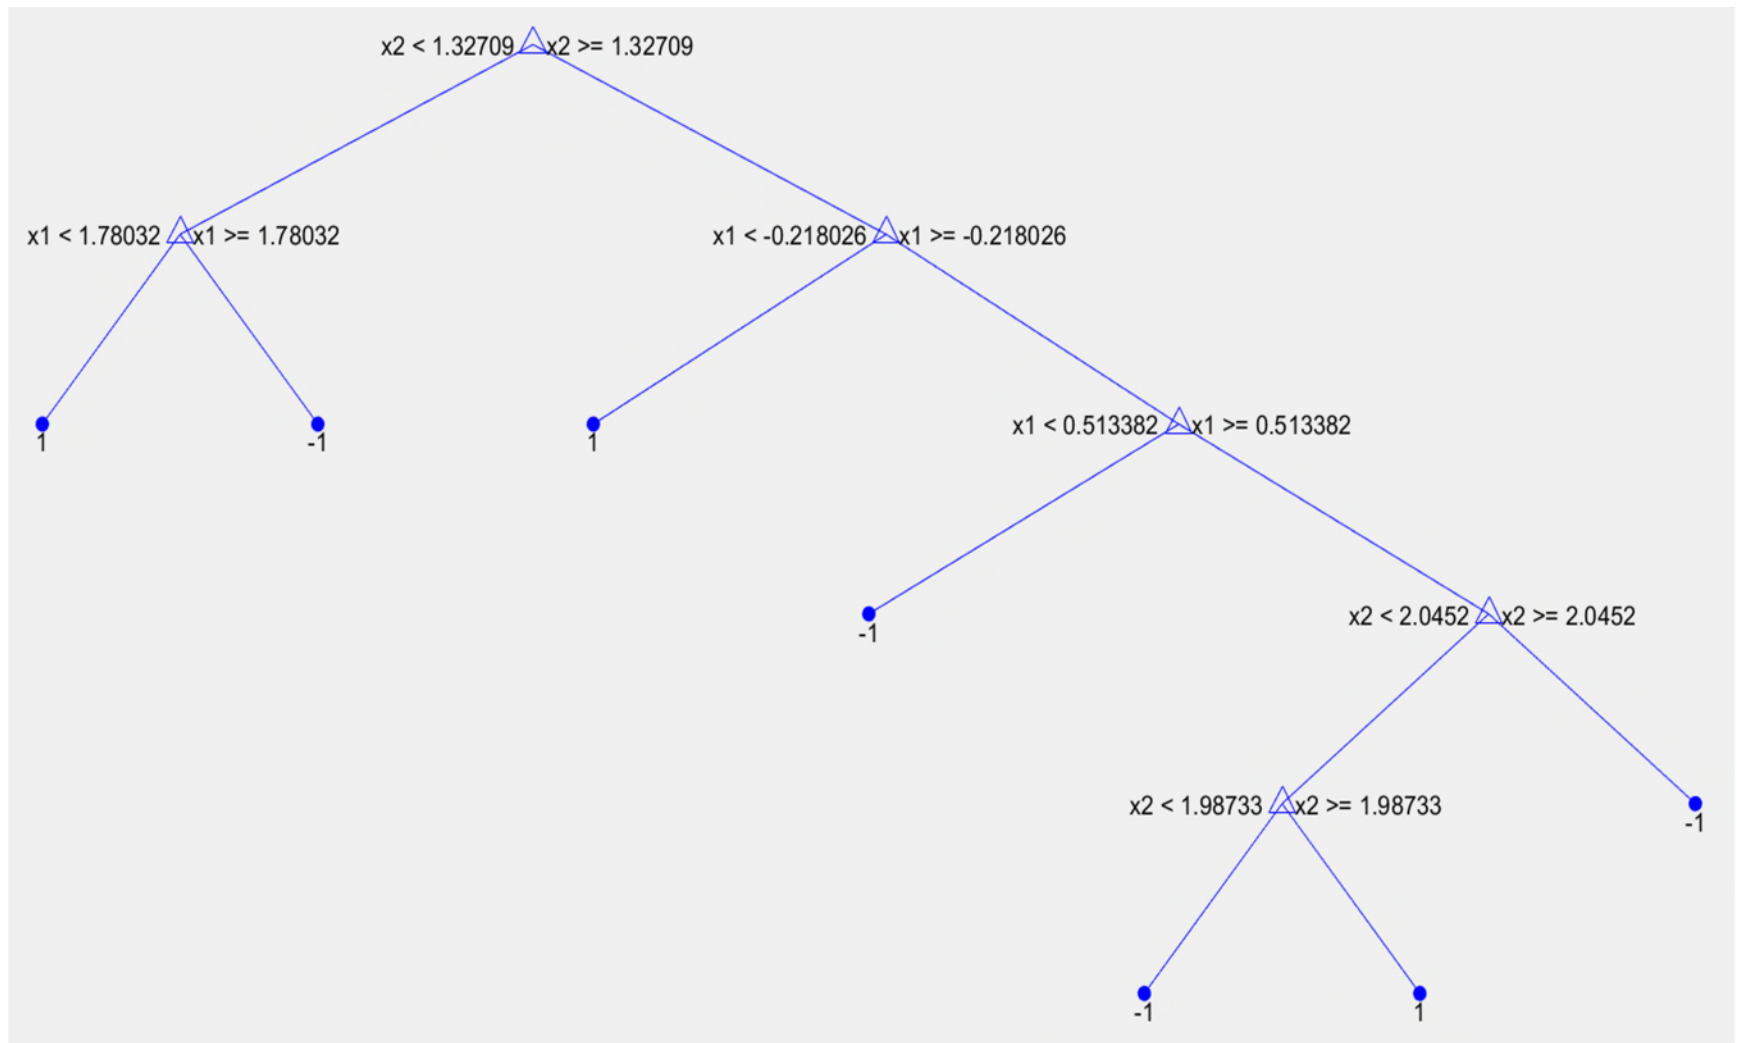 x2 < 1.32709 x2 >= 1.32709
x1 < 1.78032 x1 >= 1.78032
x1 < -0.218026 x1 >= -0.218026
1
-1
1
x1 < 0.513382 x1 >= 0.513382
-1
x2 < 2.0452 x2 >= 2.0452
x2 < 1.98733 x2 >= 1.98733
-1
-1
1